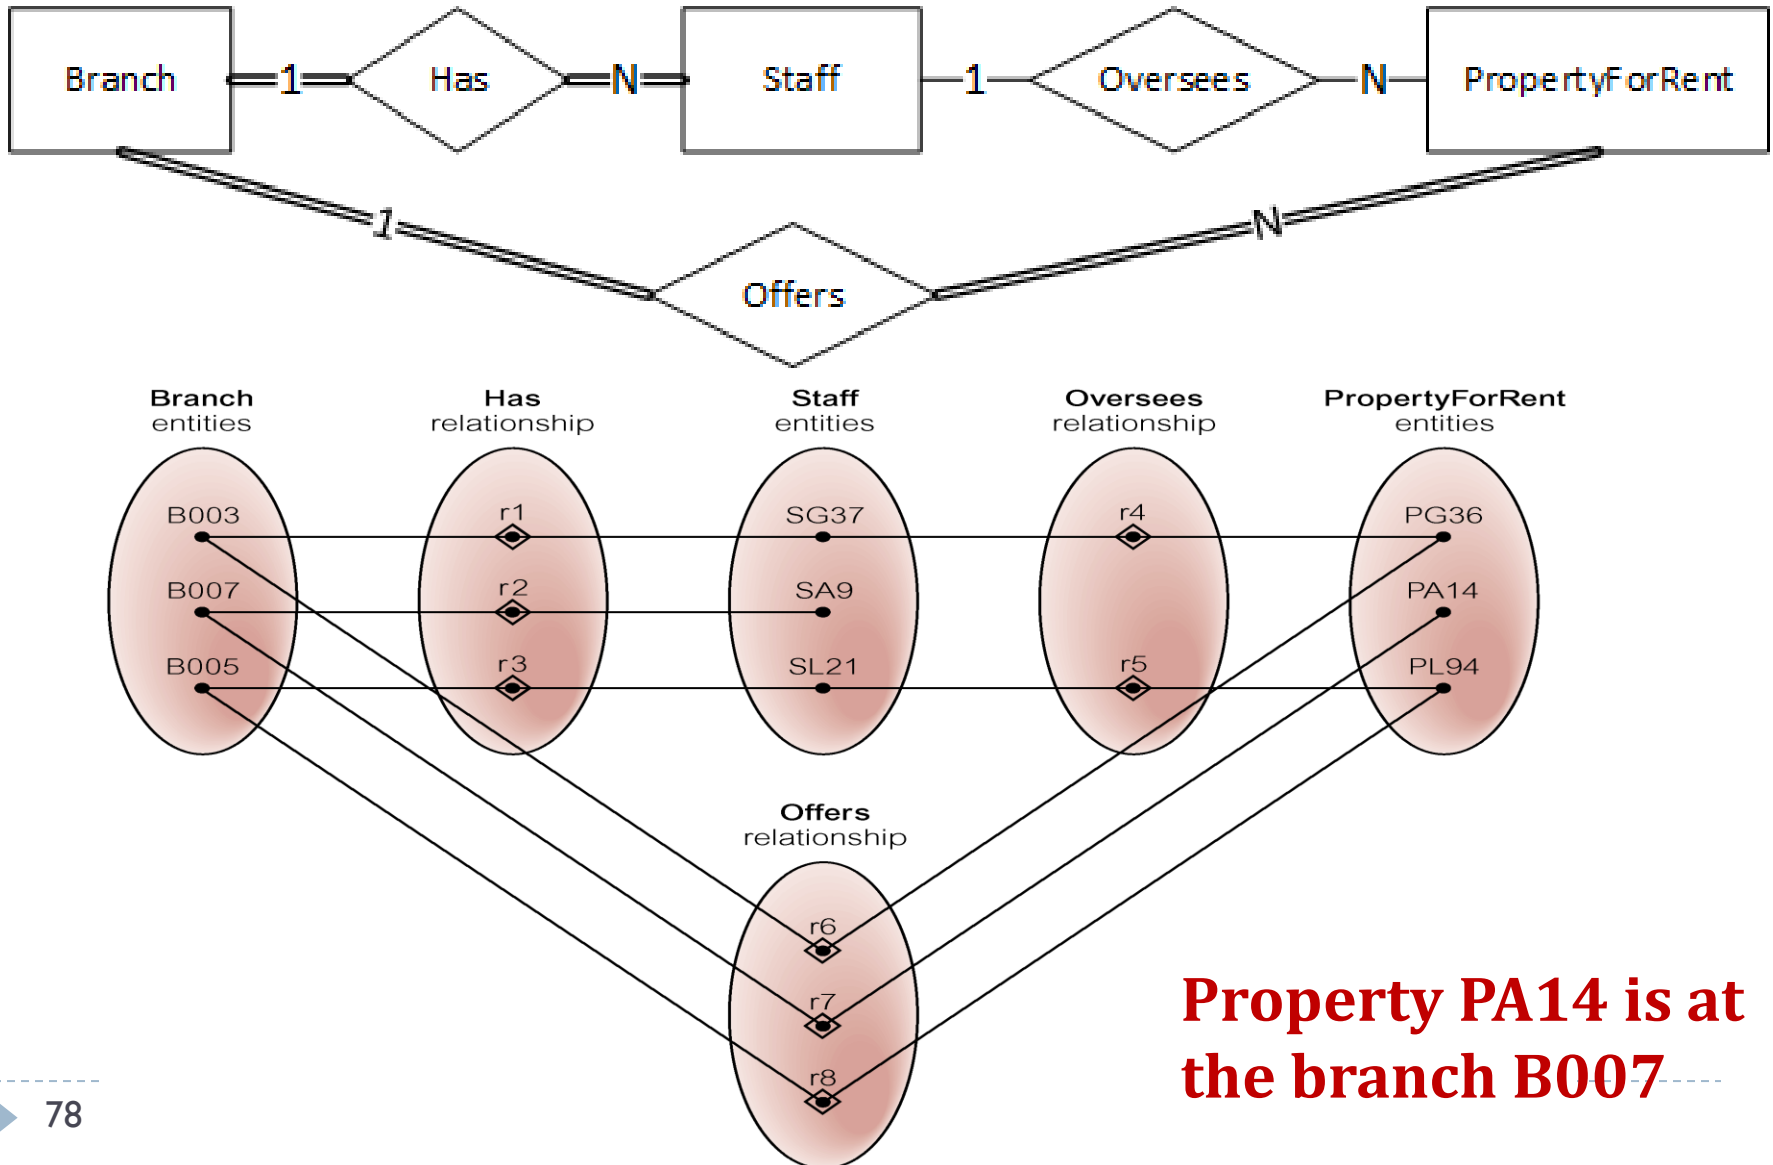 Branch 1 Has N Staff 1 Oversees N PropertyForRent
1 N
Offers
Branch Has Staff Oversees PropertyForRent
entities relationship entities relationship entities
B003 r1 SG37 r4 PG36
B007 r2 SA9 PA14
B005 r3 SL21 r5 PL94
Offers
relationship
r6
r7
r8
Property PA14 is at
the branch B007
78